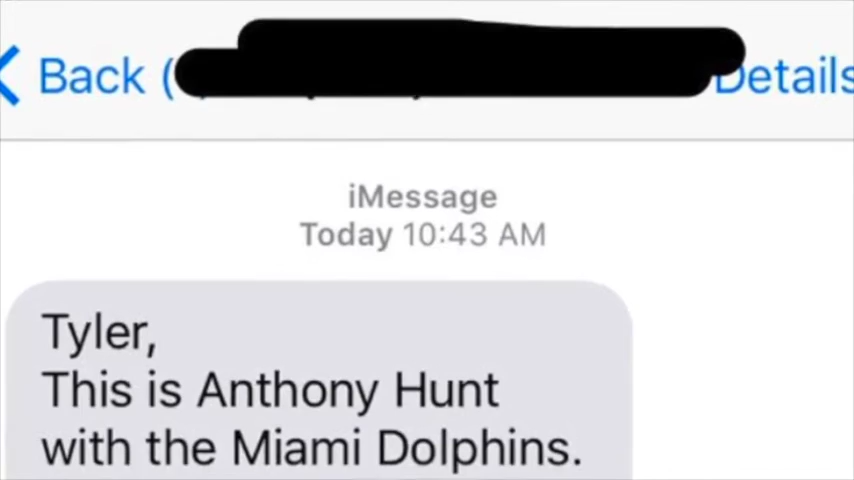 Back (
Details
iMessage
Today 10:43 AM
Tyler,
This is Anthony Hunt
with the Miami Dolphins.